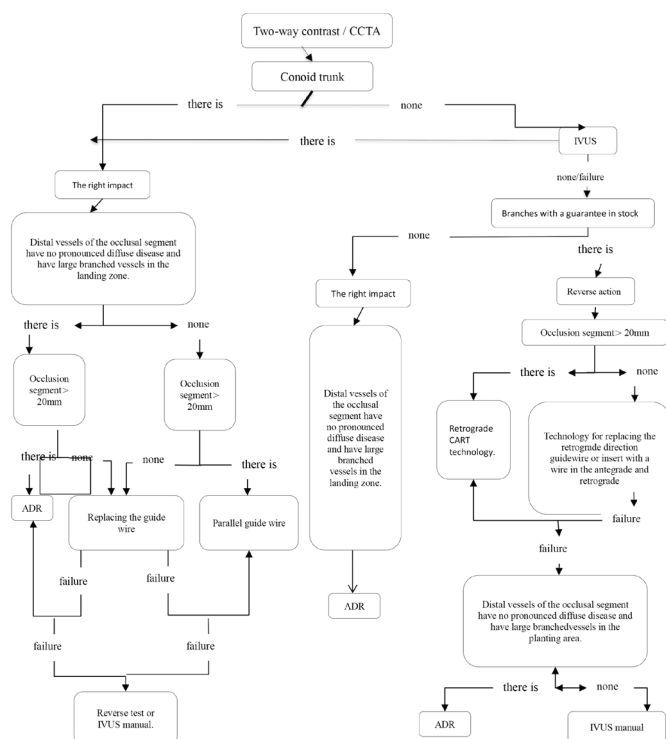 Two-way contrast / CCTA
Conoid trunk
there is
none
there is
IVUS
none/failure
The right impact
Branches with a guarantee in stock
none
there is
Distal vessels of the occlusal segment
have no pronounced diffuse disease and
have large branched vessels in the
landing zone.
The right impact
Reverse action
Occlusion segment> 20mm
there is
none
there is
none
Occlusion
segment>
20mm
Occlusion
segment>
20mm
Distal vessels of
the occlusal
segment have
no pronounced
diffuse disease
and have large
branched
vessels in the
landing zone.
Retrograde
CART
technology.
Technology for replacing the
retrograde direction
guidewire or insert with a
wire in the antegrade and
retrograde
there is
none
none
there is
ADR
Replacing the guide
wire
Parallel guide wire
failure
failure
failure
failure
ADR
failure
failure
Distal vessels of the occlusal segment
have no pronounced diffuse disease and
have large branchedvessels in the
planting area.
Reverse test or
IVUS manual.
there is
none
ADR
IVUS manual